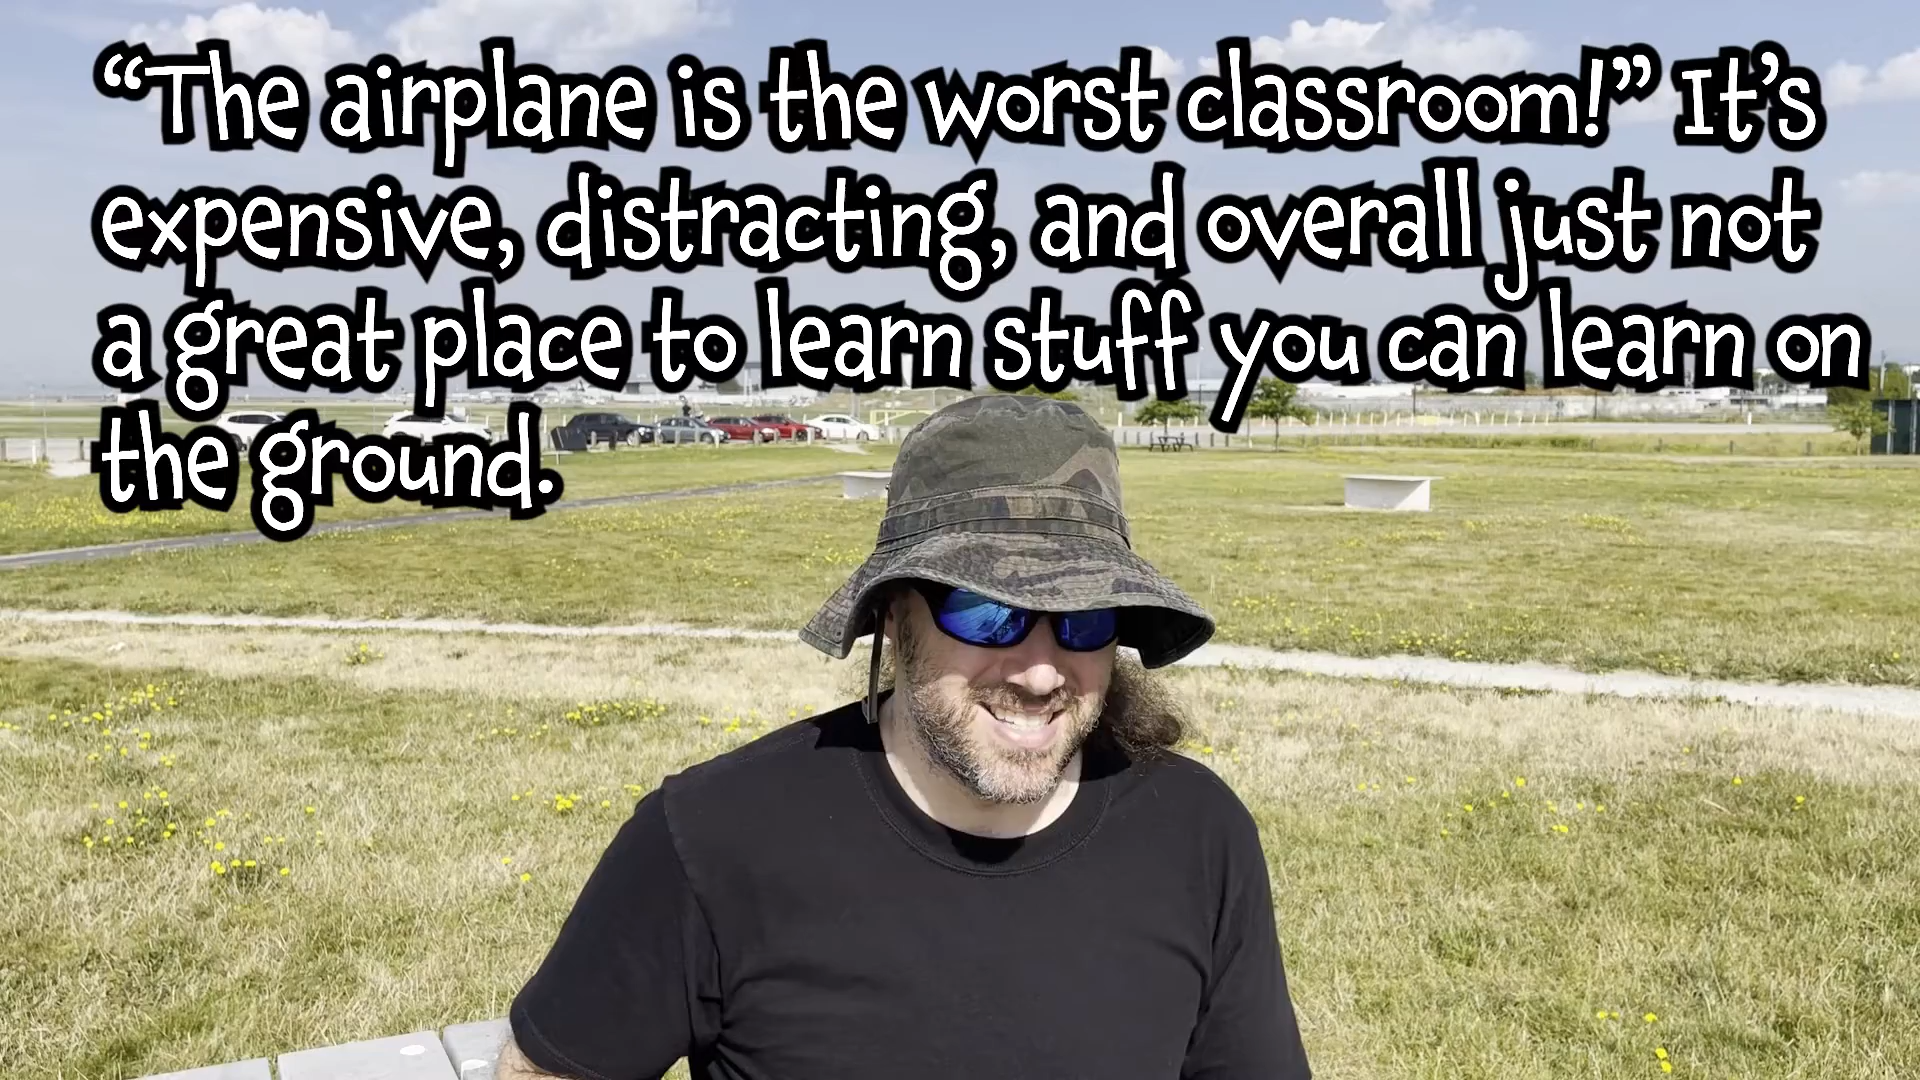 “The airplane is the worst classroom!” It’s
expensive, distracting, and overall just not
a great place to learn stuff you can learn on
the ground.